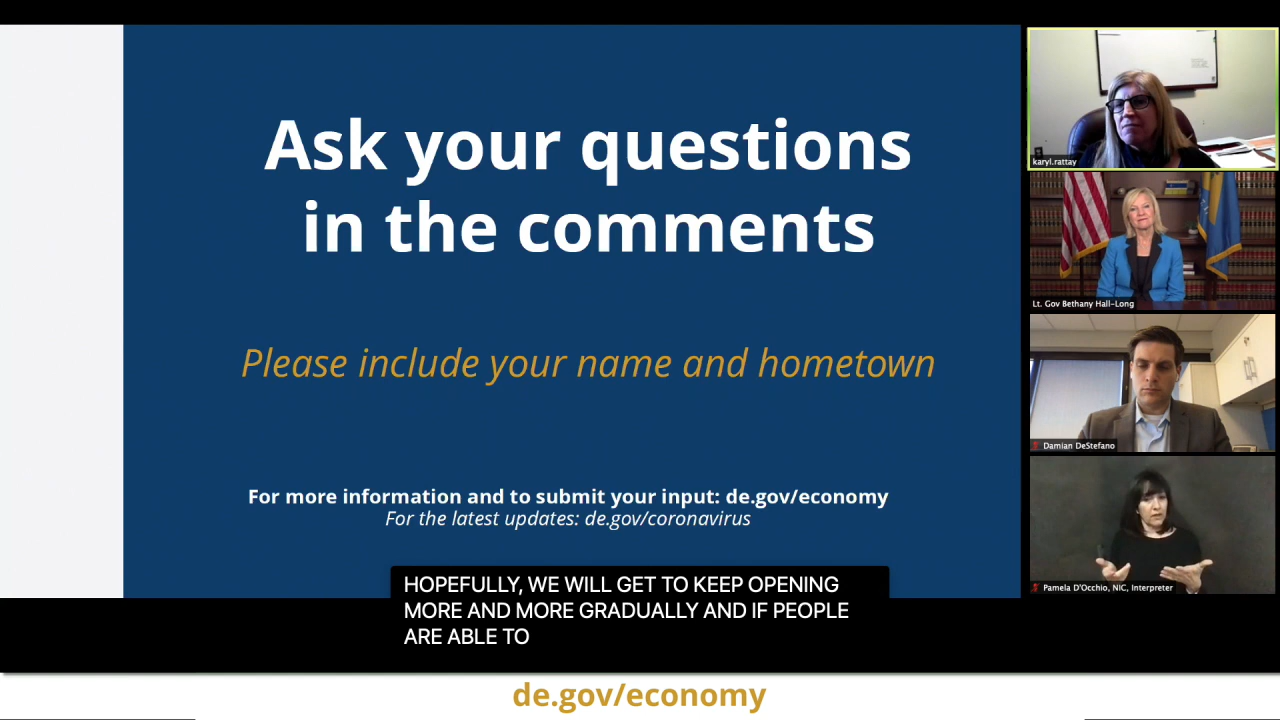 Ask your questions
in the comments
Please include your name and hometown
For more information and to submit your input: de.gov/economy
For the latest updates: de.gov/coronavirus
HOPEFULLY, WE WILL GET TO KEEP OPENING
MORE AND MORE GRADUALLY AND IF PEOPLE
ARE ABLE TO
de.gov/economy
karyl.rattay
Lt. Gov Bethany Hall-Long
Damian DeStefano
Pamela D'Occhio, NIC, Interpreter